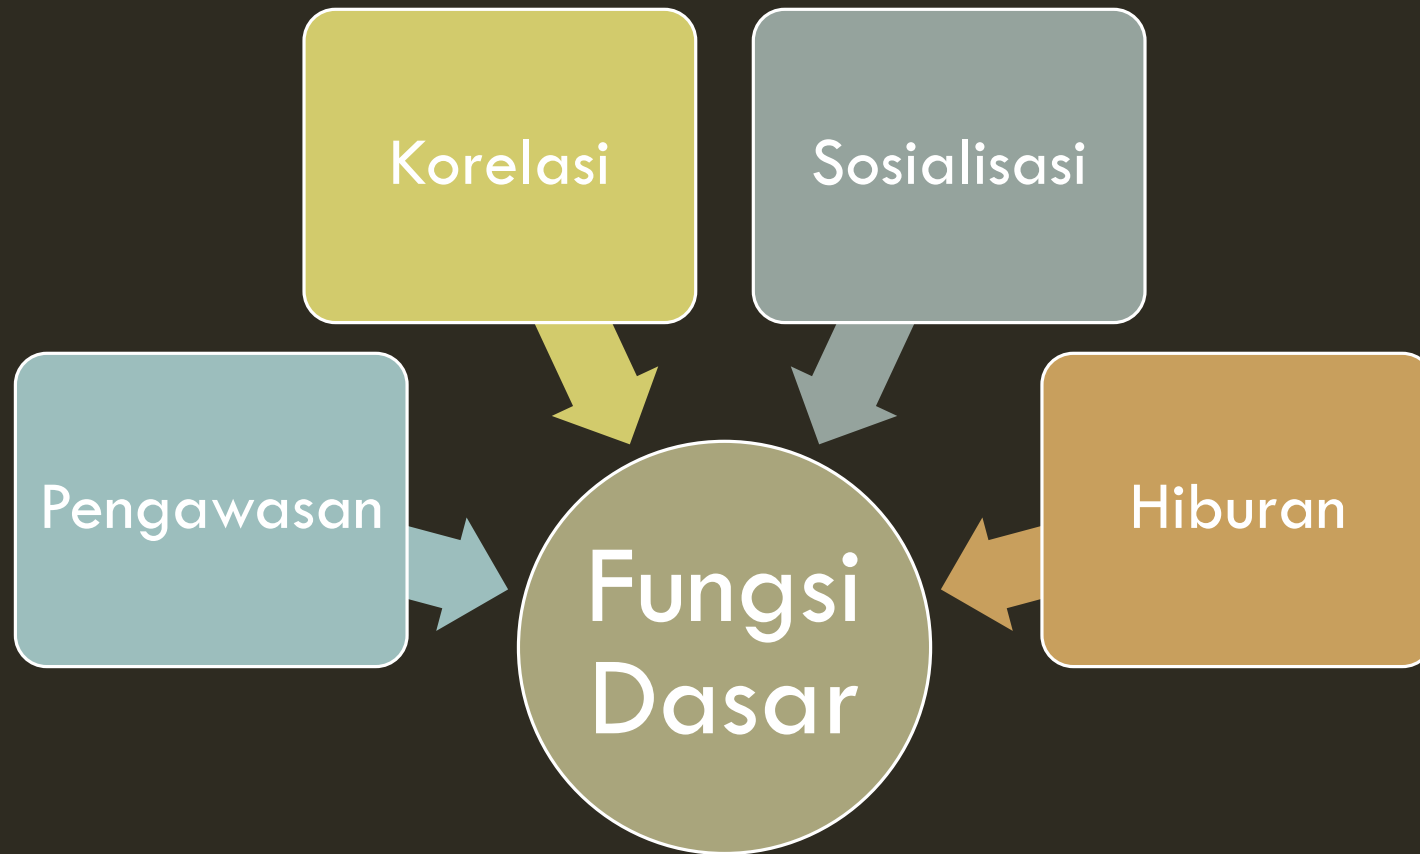 Korelasi
Sosialisasi
Pengawasan
Hiburan
Fungsi
Dasar